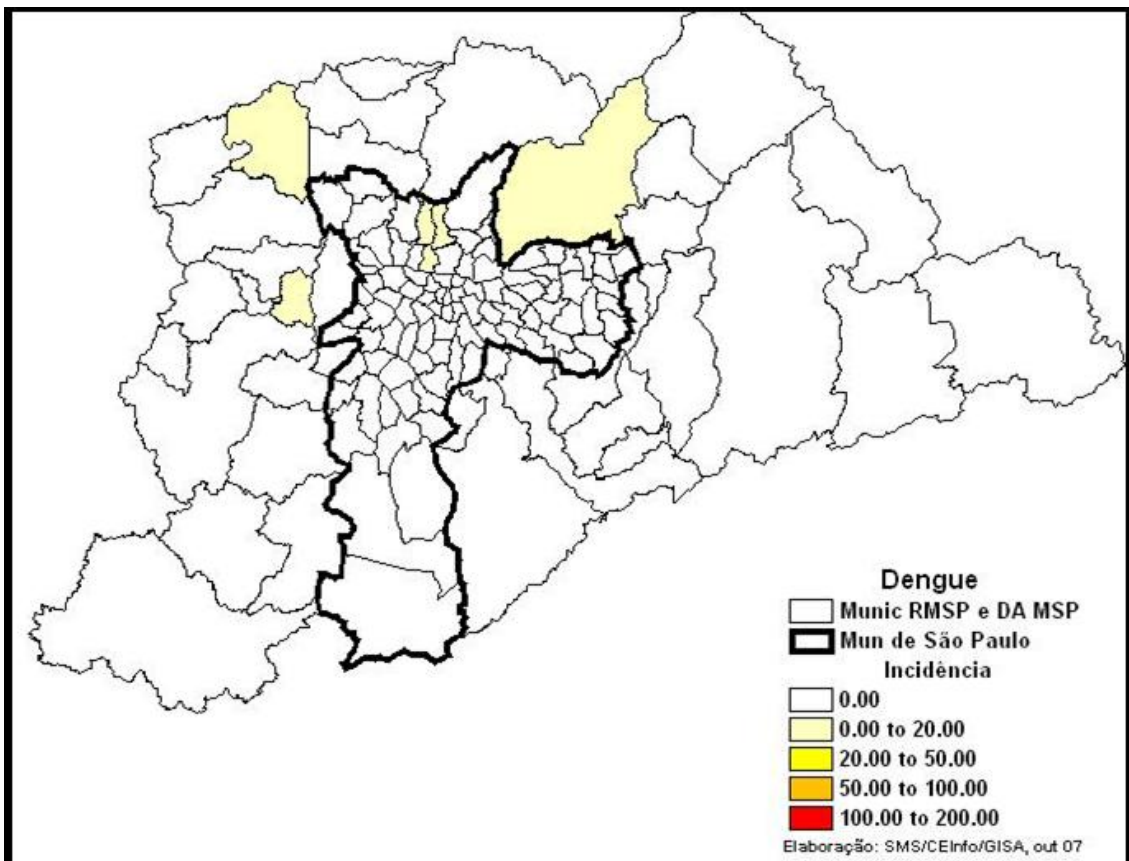 Dengue
Munic RMSP e DA MSP
Mun de São Paulo
Incidência
0.00
0.00 to 20.00
20.00 to 50.00
50.00 to 100.00
100.00 to 200.00
Elaboração: SMS/CEInfo/GISA, out 07